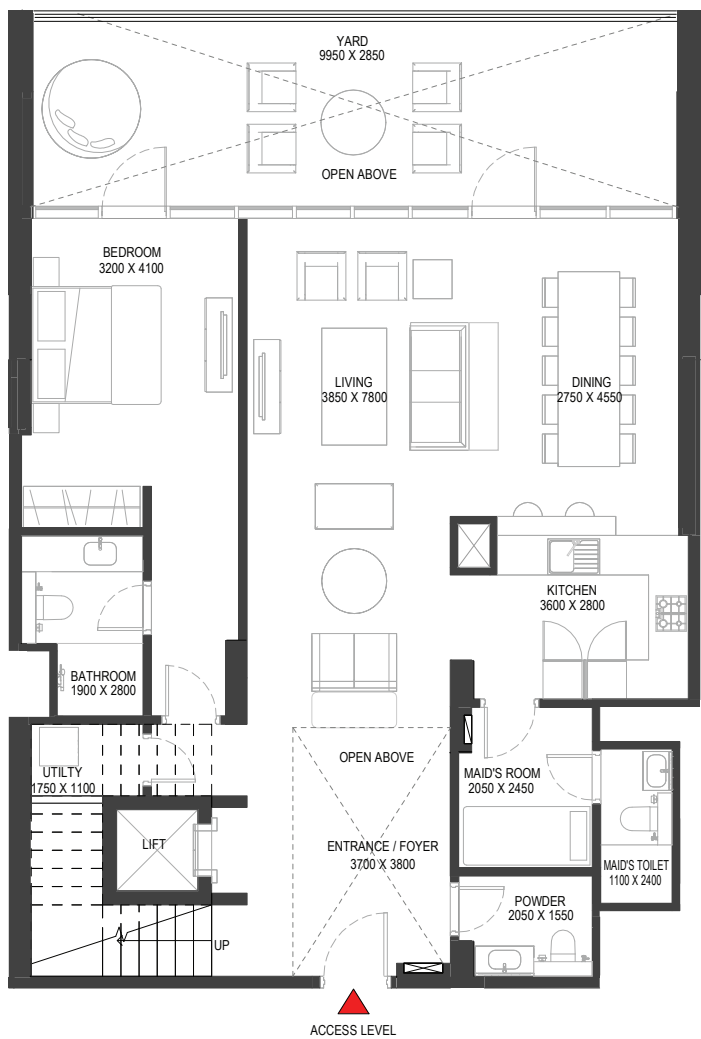 YARD
9950 X 2850
OPEN ABOVE
BEDROOM
3200 X 4100
LIVING
3850 X 7800
DINING
2750 X 4550
KITCHEN
3600 X 2800
BATHROOM
1900 X 2800
OPEN ABOVE
UTILTY
1750 X 1100
MAID'S ROOM
2050 X 2450
LIFT
ENTRANCE / FOYER
3700 X 3800
MAID'S TOILET
1100 X 2400
POWDER
2050 X 1550
UP
ACCESS LEVEL